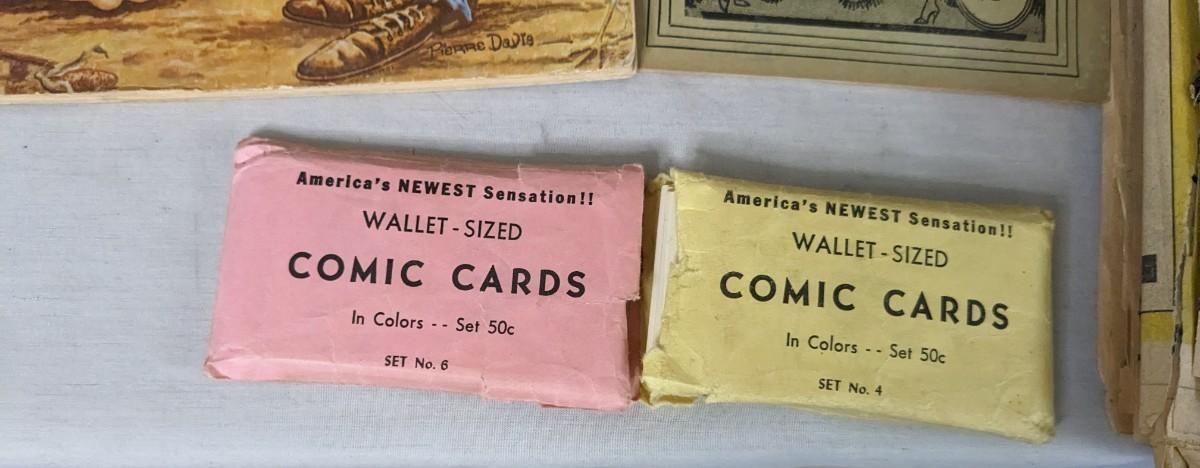 Pierre Davis
America's NEWEST Sensation!!
WALLET-SIZED
COMIC CARDS
In Colors -- Set 50c
SET No. 6
America's NEWEST Sensation!!
WALLET-SIZED
COMIC CARDS
In Colors -- Set 50c
SET No. 4